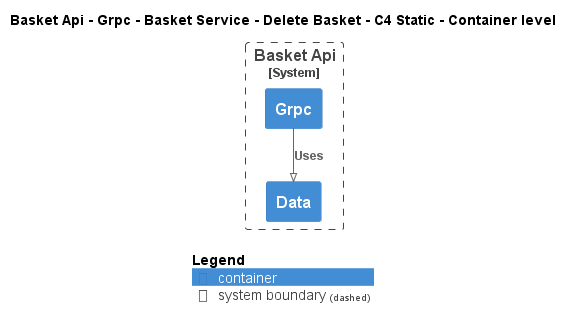 Basket Api - Grpc - Basket Service - Delete Basket - C4 Static - Container level
Basket Api
[System]
Grpc
Uses
Data
Legend
container
system boundary (dashed)